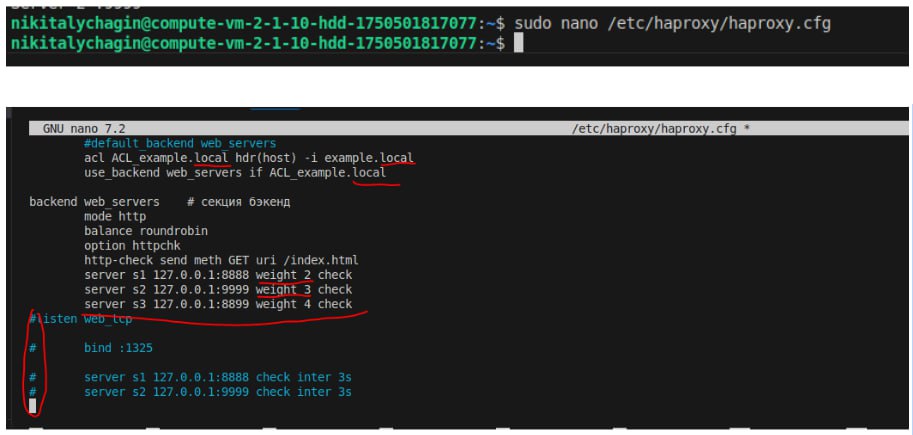 nikitalychagin@compute-vm-2-1-10-hdd-1750501817077:~$ sudo nano /etc/haproxy/haproxy.cfg
nikitalychagin@compute-vm-2-1-10-hdd-1750501817077:~$
GNU nano 7.2 /etc/haproxy/haproxy.cfg *
#default_backend web_servers
acl ACL_example.local hdr(host) -i example.local
use_backend web_servers if ACL_example.local
backend web_servers # секция бэкенд
mode http
balance roundrobin
option httpchk
http-check send meth GET uri /index.html
server s1 127.0.0.1:8888 weight 2 check
server s2 127.0.0.1:9999 weight 3 check
server s3 127.0.0.1:8899 weight 4 check
#listen web_tcp
# bind :1325
# server s1 127.0.0.1:8888 check inter 3s
# server s2 127.0.0.1:9999 check inter 3s